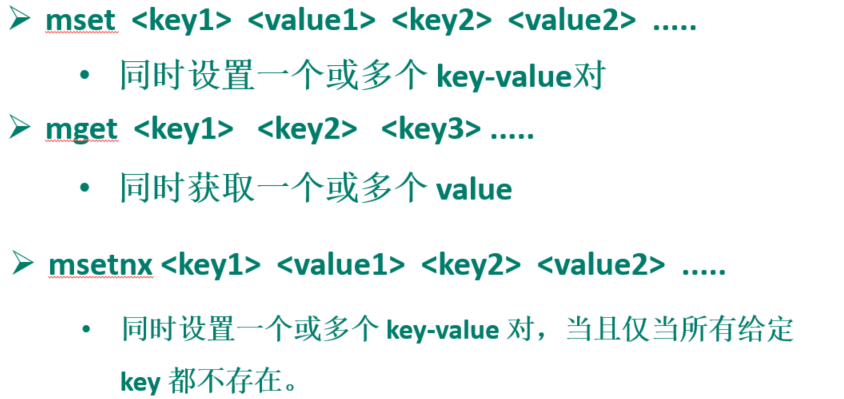 ➢ mset <key1> <value1> <key2> <value2> .....
• 同时设置一个或多个 key-value对
➢ mget <key1> <key2> <key3> .....
• 同时获取一个或多个 value
➢ msetnx <key1> <value1> <key2> <value2> .....
• 同时设置一个或多个 key-value 对，当且仅当所有给定
key 都不存在。